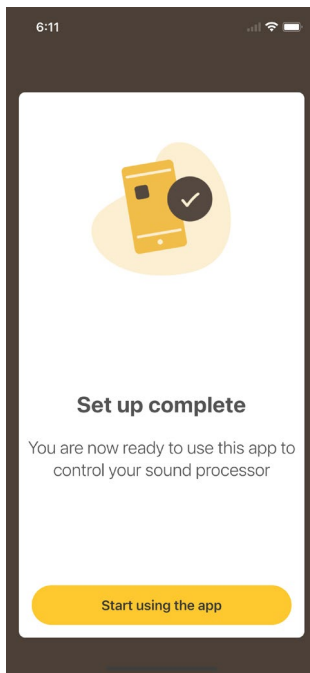 6:11
Set up complete
You are now ready to use this app to
control your sound processor
Start using the app